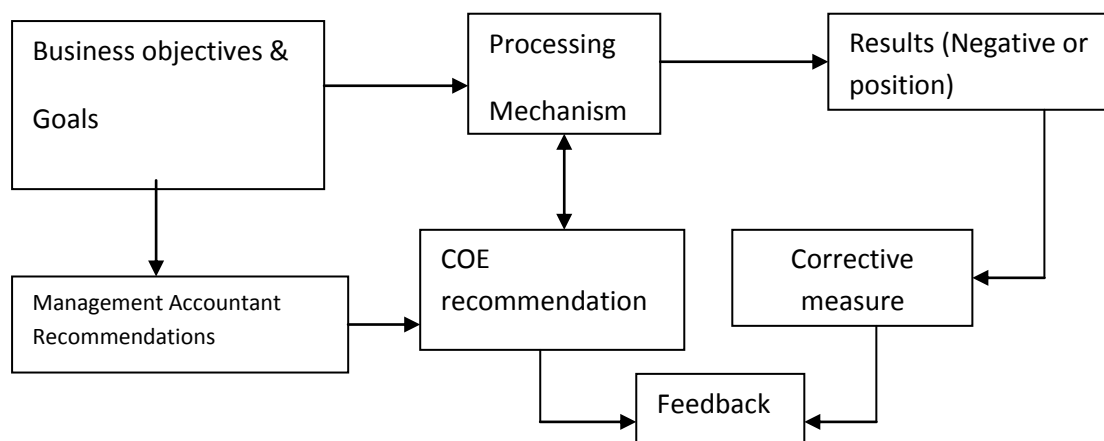 Business objectives &
Goals
Processing
Mechanism
Results (Negative or
position)
Management Accountant
Recommendations
COE
recommendation
Corrective
measure
Feedback